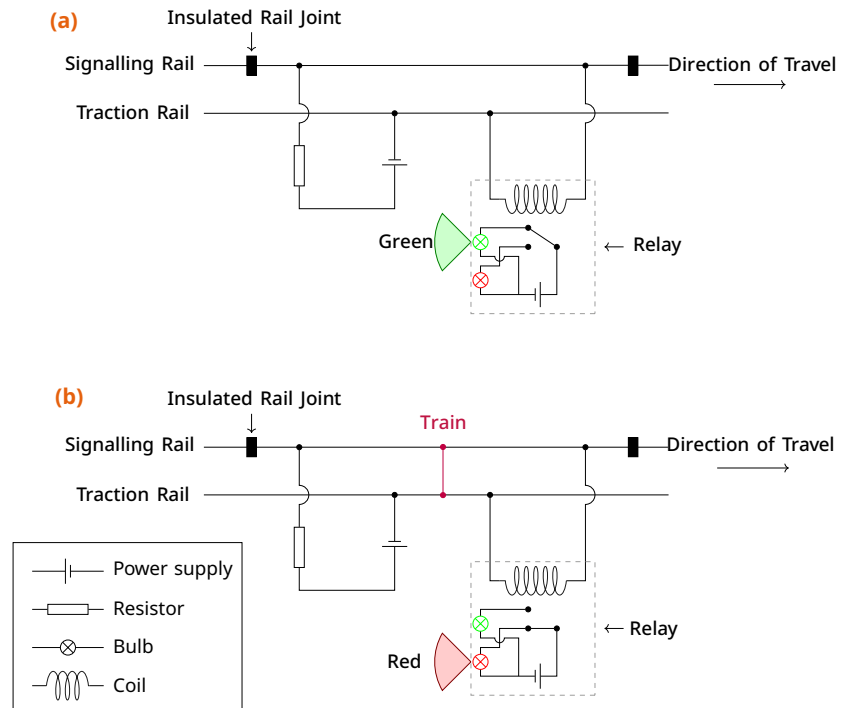 (a)
Insulated Rail Joint
Signalling Rail
Direction of Travel
Traction Rail
Green
Relay
(b)
Insulated Rail Joint
Train
Signalling Rail
Direction of Travel
Traction Rail
Power supply
Resistor
Relay
Bulb
Red
Coil